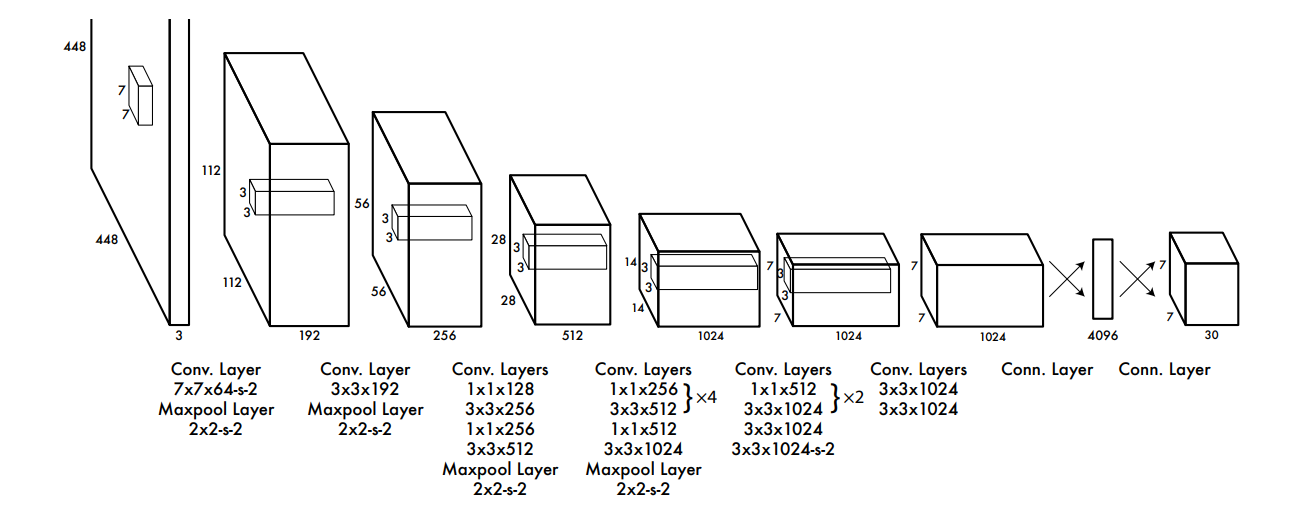 448
7
7
448
3
112
3
3
112
192
56
3
3
56
256
28
3
3
28
512
14
3
3
14
1024
7
3
3
7
1024
7
7
1024
4096
7
7
30
Conv. Layer
7x7x64-s-2
Maxpool Layer
2x2-s-2
Conv. Layer
3x3x192
Maxpool Layer
2x2-s-2
Conv. Layers
1x1x128
3x3x256
1x1x256
3x3x512
Maxpool Layer
2x2-s-2
Conv. Layers
1x1x256
3x3x512
}×4
1x1x512
3x3x1024
Maxpool Layer
2x2-s-2
Conv. Layers
1x1x512
3x3x1024
}×2
3x3x1024
3x3x1024-s-2
Conv. Layers
3x3x1024
3x3x1024
Conn. Layer
Conn. Layer